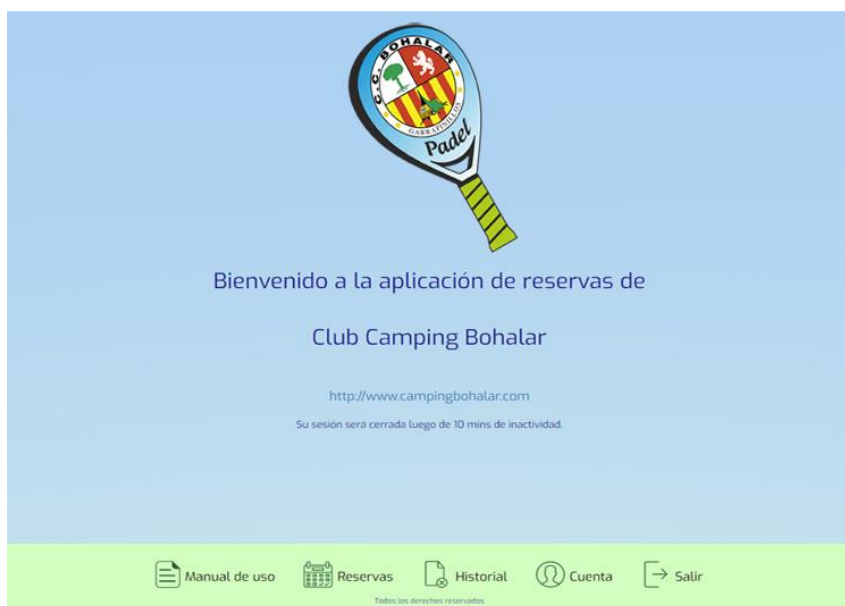 C.C. BOHALAR
GARRAPINILLOS
Padel
Bienvenido a la aplicación de reservas de
Club Camping Bohalar
http://www.campingbohalar.com
Su sesión será cerrada luego de 10 mins de inactividad.
Manual de uso
Reservas
Historial
Cuenta
Salir
Todos los derechos reservados